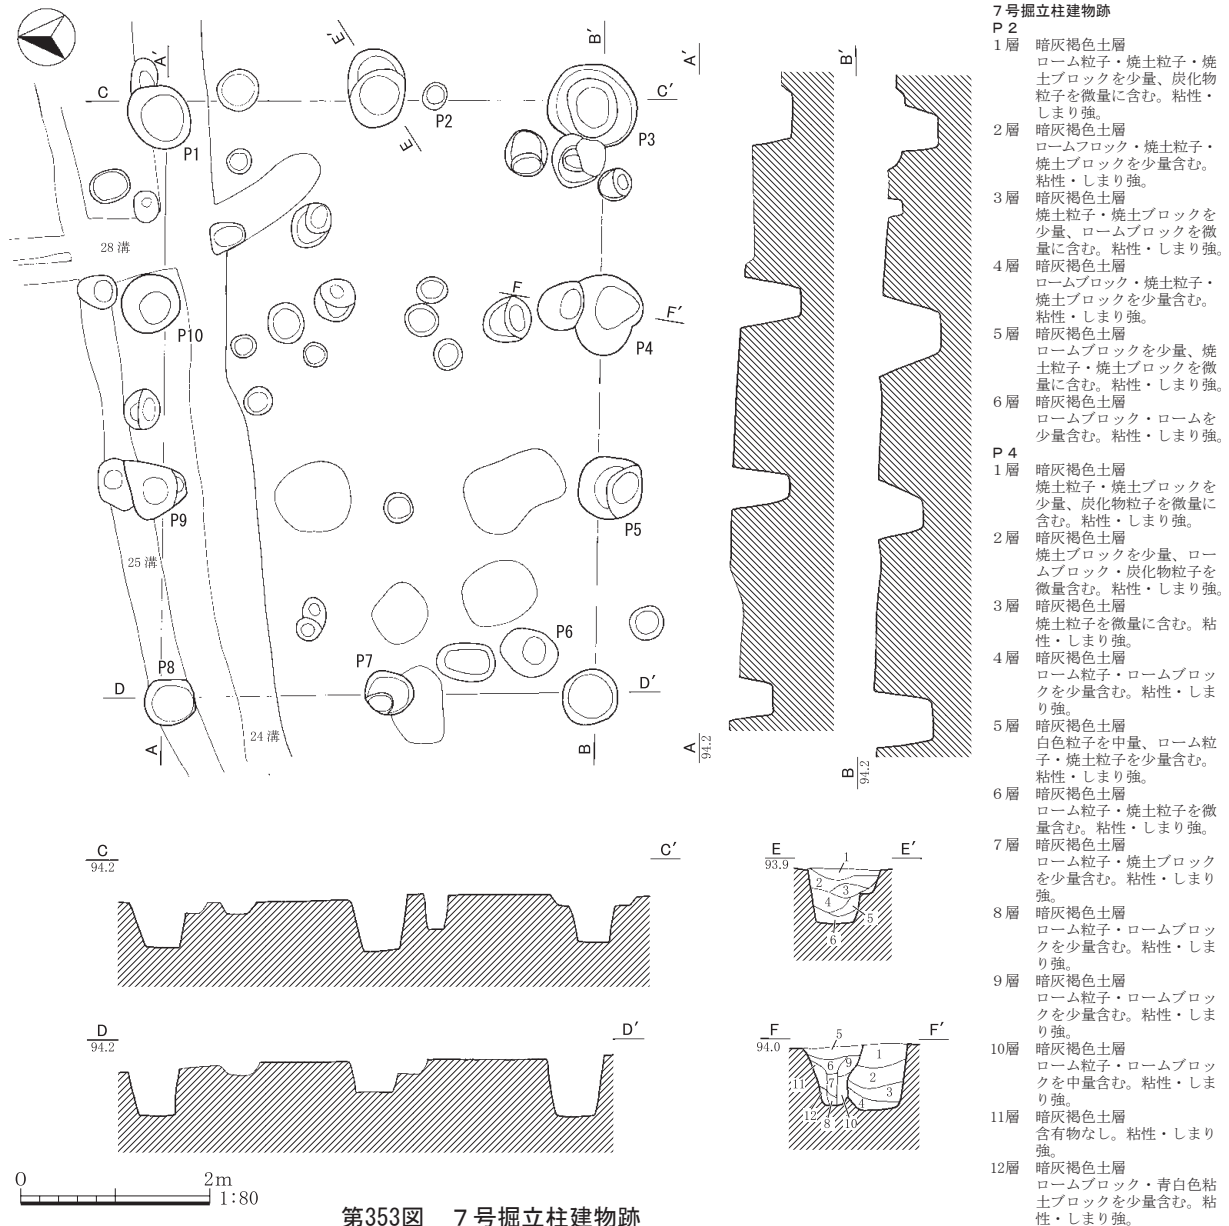 A′
E′
B′
A′
B′
C
C′
P2
P1
E
P3
28溝
F
F′
P10
P4
P9
P5
25溝
P6
P8
P7
D
D′
24溝
A
B
A
94.2
B
94.2
C
94.2
C′
E
93.9
E′
1
2
3
4
5
6
D
94.2
D′
F
94.0
F′
5
1
6
9
2
11
7
3
4
12
8
10
0
2m
1:80
第353図 7号掘立柱建物跡
7号掘立柱建物跡
P2
1層 暗灰褐色土層
ローム粒子・焼土粒子・焼
土ブロックを少量、炭化物
粒子を微量に含む。粘性・
しまり強。
2層 暗灰褐色土層
ロームフロック・焼土粒子・
焼土ブロックを少量含む。
粘性・しまり強。
3層 暗灰褐色土層
焼土粒子・焼土ブロックを
少量、ロームブロックを微
量に含む。粘性・しまり強。
4層 暗灰褐色土層
ロームブロック・焼土粒子・
焼土ブロックを少量含む。
粘性・しまり強。
5層 暗灰褐色土層
ロームブロックを少量、焼
土粒子・焼土ブロックを微
量に含む。粘性・しまり強。
6層 暗灰褐色土層
ロームブロック・ロームを
少量含む。粘性・しまり強。
P4
1層 暗灰褐色土層
焼土粒子・焼土ブロックを
少量、炭化物粒子を微量に
含む。粘性・しまり強。
2層 暗灰褐色土層
焼土ブロックを少量、ロー
ムブロック・炭化物粒子を
微量含む。粘性・しまり強。
3層 暗灰褐色土層
焼土粒子を微量に含む。粘
性・しまり強。
4層 暗灰褐色土層
ローム粒子・ロームブロッ
クを少量含む。粘性・しま
り強。
5層 暗灰褐色土層
白色粒子を中量、ローム粒
子・焼土粒子を少量含む。
粘性・しまり強。
6層 暗灰褐色土層
ローム粒子・焼土粒子を微
量含む。粘性・しまり強。
7層 暗灰褐色土層
ローム粒子・焼土ブロック
を少量含む。粘性・しまり
強。
8層 暗灰褐色土層
ローム粒子・ロームブロッ
クを少量含む。粘性・しま
り強。
9層 暗灰褐色土層
ローム粒子・ロームブロッ
クを少量含む。粘性・しま
り強。
10層 暗灰褐色土層
ローム粒子・ロームブロッ
クを中量含む。粘性・しま
り強。
11層 暗灰褐色土層
含有物なし。粘性・しまり
強。
12層 暗灰褐色土層
ロームブロック・青白色粘
土ブロックを少量含む。粘
性・しまり強。